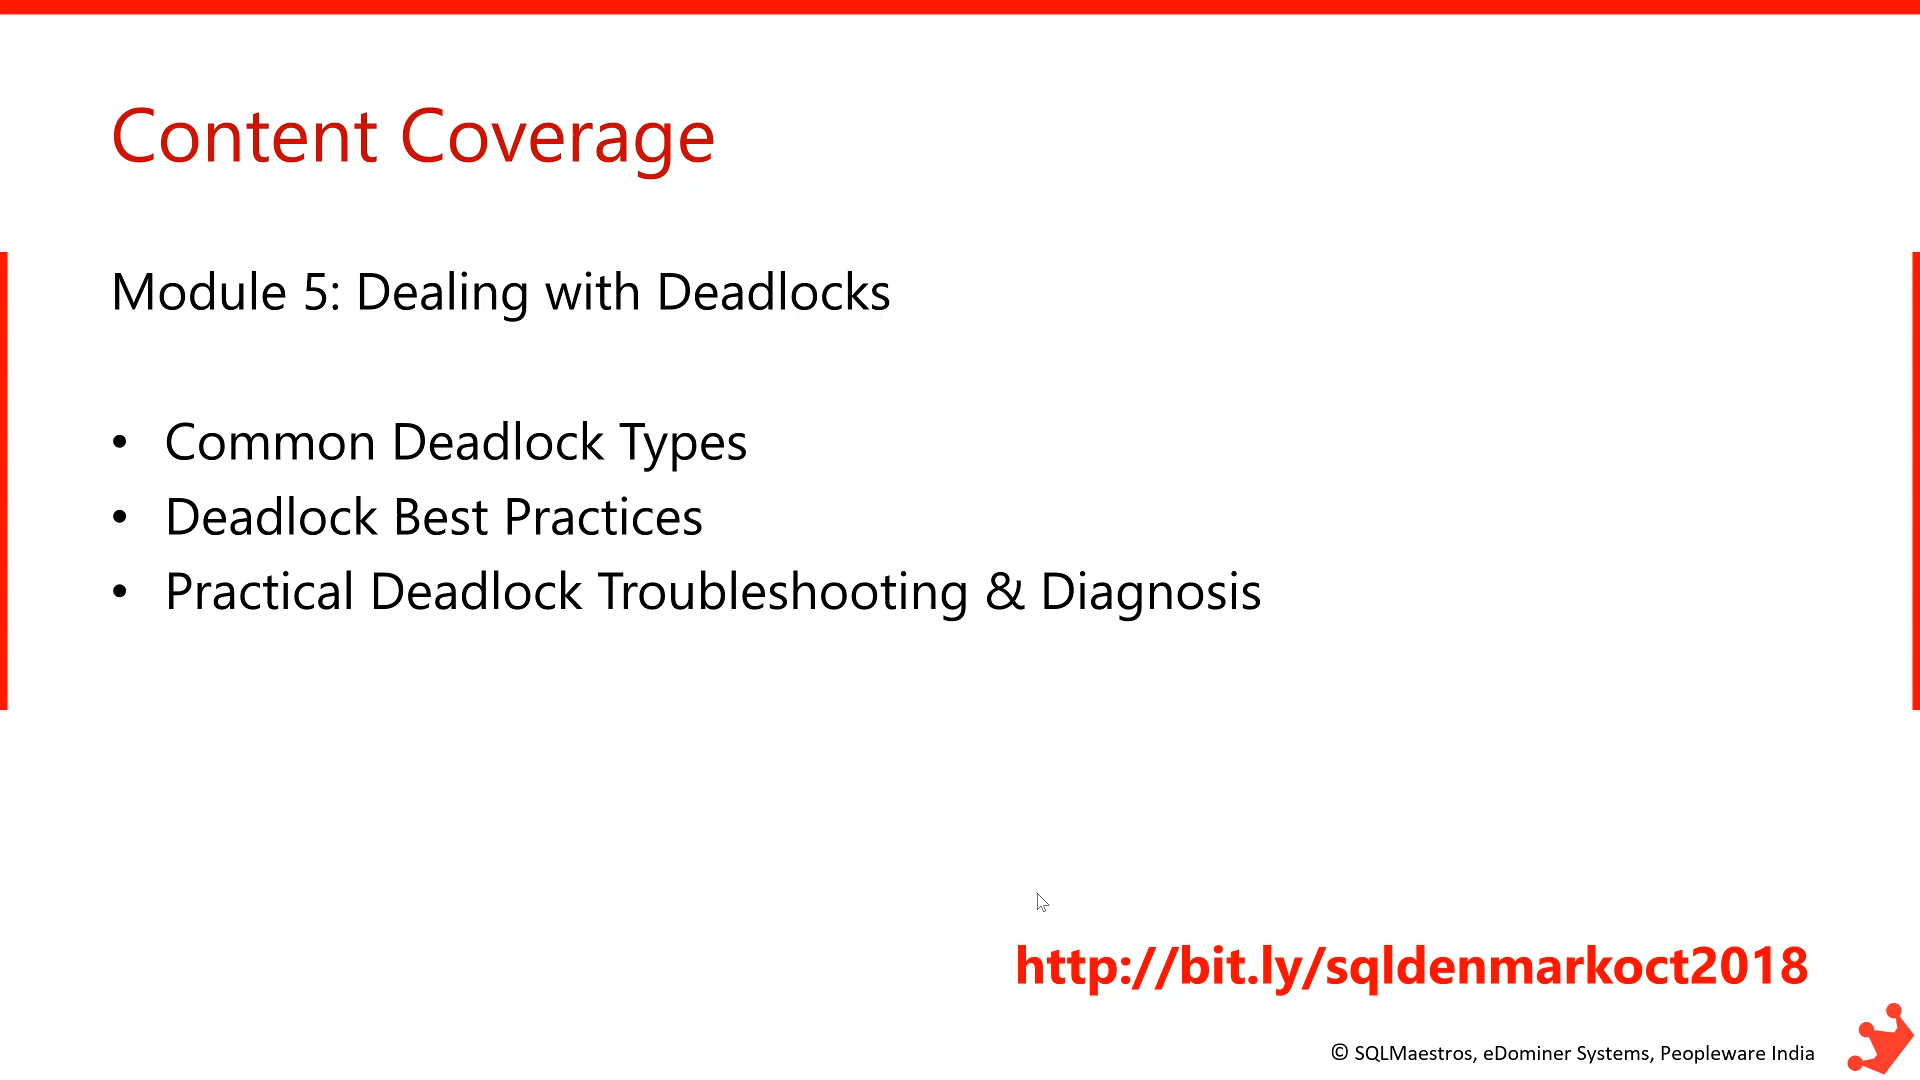 Content Coverage
Module 5: Dealing with Deadlocks
• Common Deadlock Types
• Deadlock Best Practices
• Practical Deadlock Troubleshooting & Diagnosis
http://bit.ly/sqldenmarkoct2018
© SQLMaestros, eDominer Systems, Peopleware India